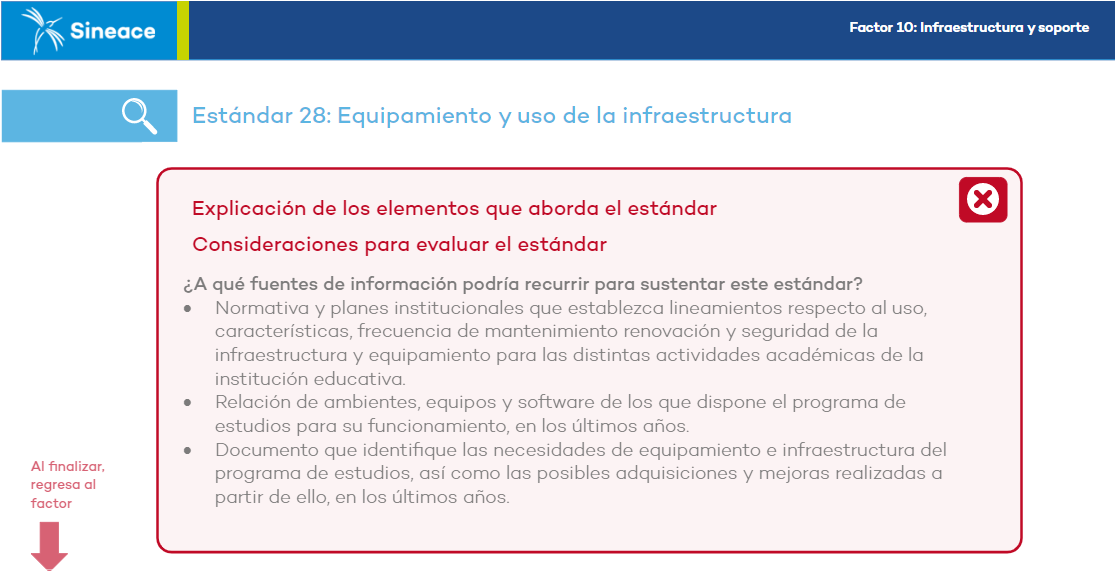 Sineace
Factor 10: Infraestructura y soporte
Estándar 28: Equipamiento y uso de la infraestructura
Explicación de los elementos que aborda el estándar
Consideraciones para evaluar el estándar
¿A qué fuentes de información podría recurrir para sustentar este estándar?
• Normativa y planes institucionales que establezca lineamientos respecto al uso,
características, frecuencia de mantenimiento renovación y seguridad de la
infraestructura y equipamiento para las distintas actividades académicas de la
institución educativa.
• Relación de ambientes, equipos y software de los que dispone el programa de
estudios para su funcionamiento, en los últimos años.
• Documento que identifique las necesidades de equipamiento e infraestructura del
programa de estudios, así como las posibles adquisiciones y mejoras realizadas a
partir de ello, en los últimos años.
Al finalizar,
regresa al
factor